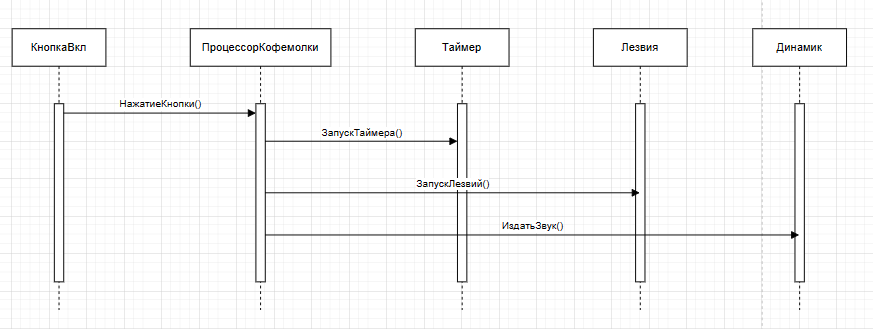 КнопкаВкл
ПроцессорКофемолки
Таймер
Лезвия
Динамик
НажатиеКнопки()
ЗапускТаймера()
ЗапускЛезвий()
ИздатьЗвук()